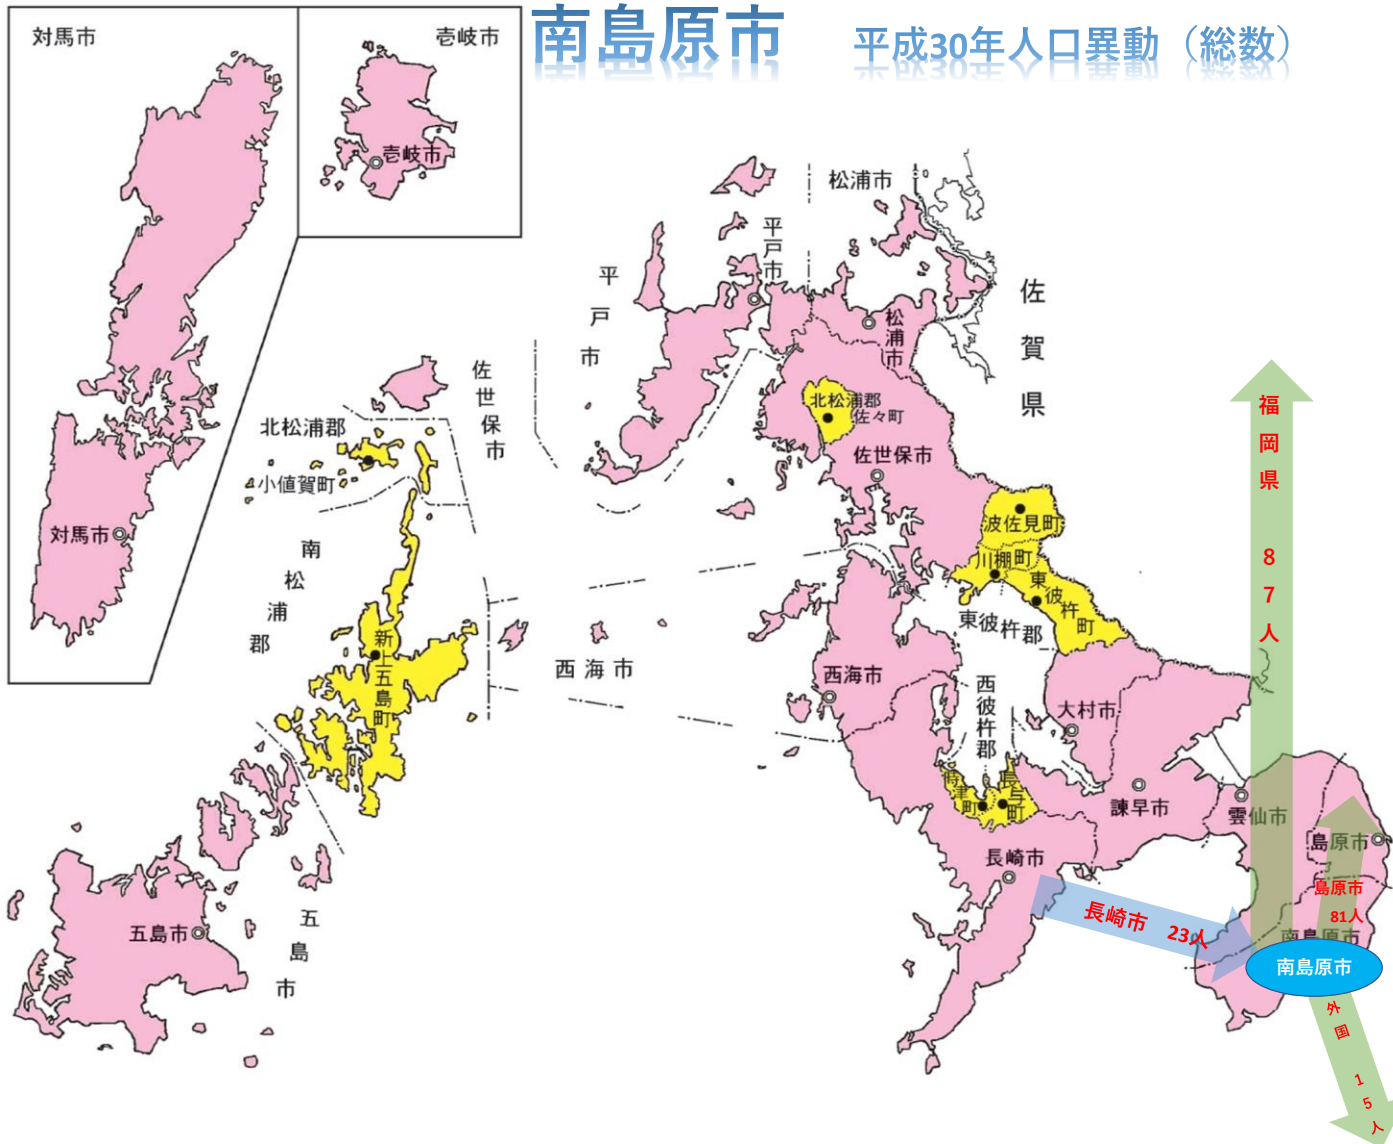 対馬市
壱岐市
南島原市
平成30年人口異動（総数）
壱岐市
松浦市
平戸市
平戸市
佐賀県
松浦市
佐世保市
北松浦郡
佐々町
北松浦郡
小値賀町
佐世保市
福岡県 87人
対馬市
波佐見町
川棚町
東彼杵町
東彼杵郡
南松浦郡
新上五島町
西海市
西海市
西彼杵郡
大村市
時津町
長与町
諫早市
雲仙市
島原市
長崎市
島原市
81人
長崎市 23人
五島市
五島市
南島原市
南島原市
外国 15人